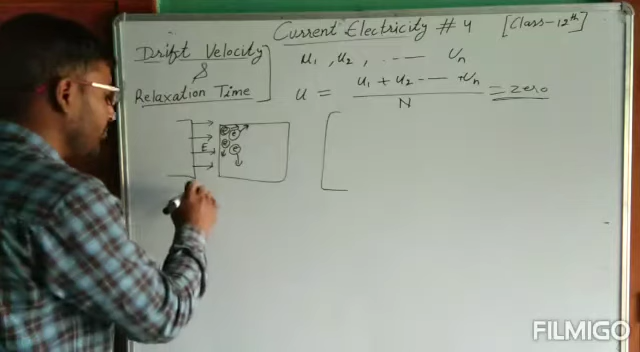 Current Electricity # 4 [Class-12th]
Drift Velocity
&
Relaxation Time
u1, u2, ----- Un
u = u1 + u2 --- + un / N = zero
E
e e
e e
FILMIGO